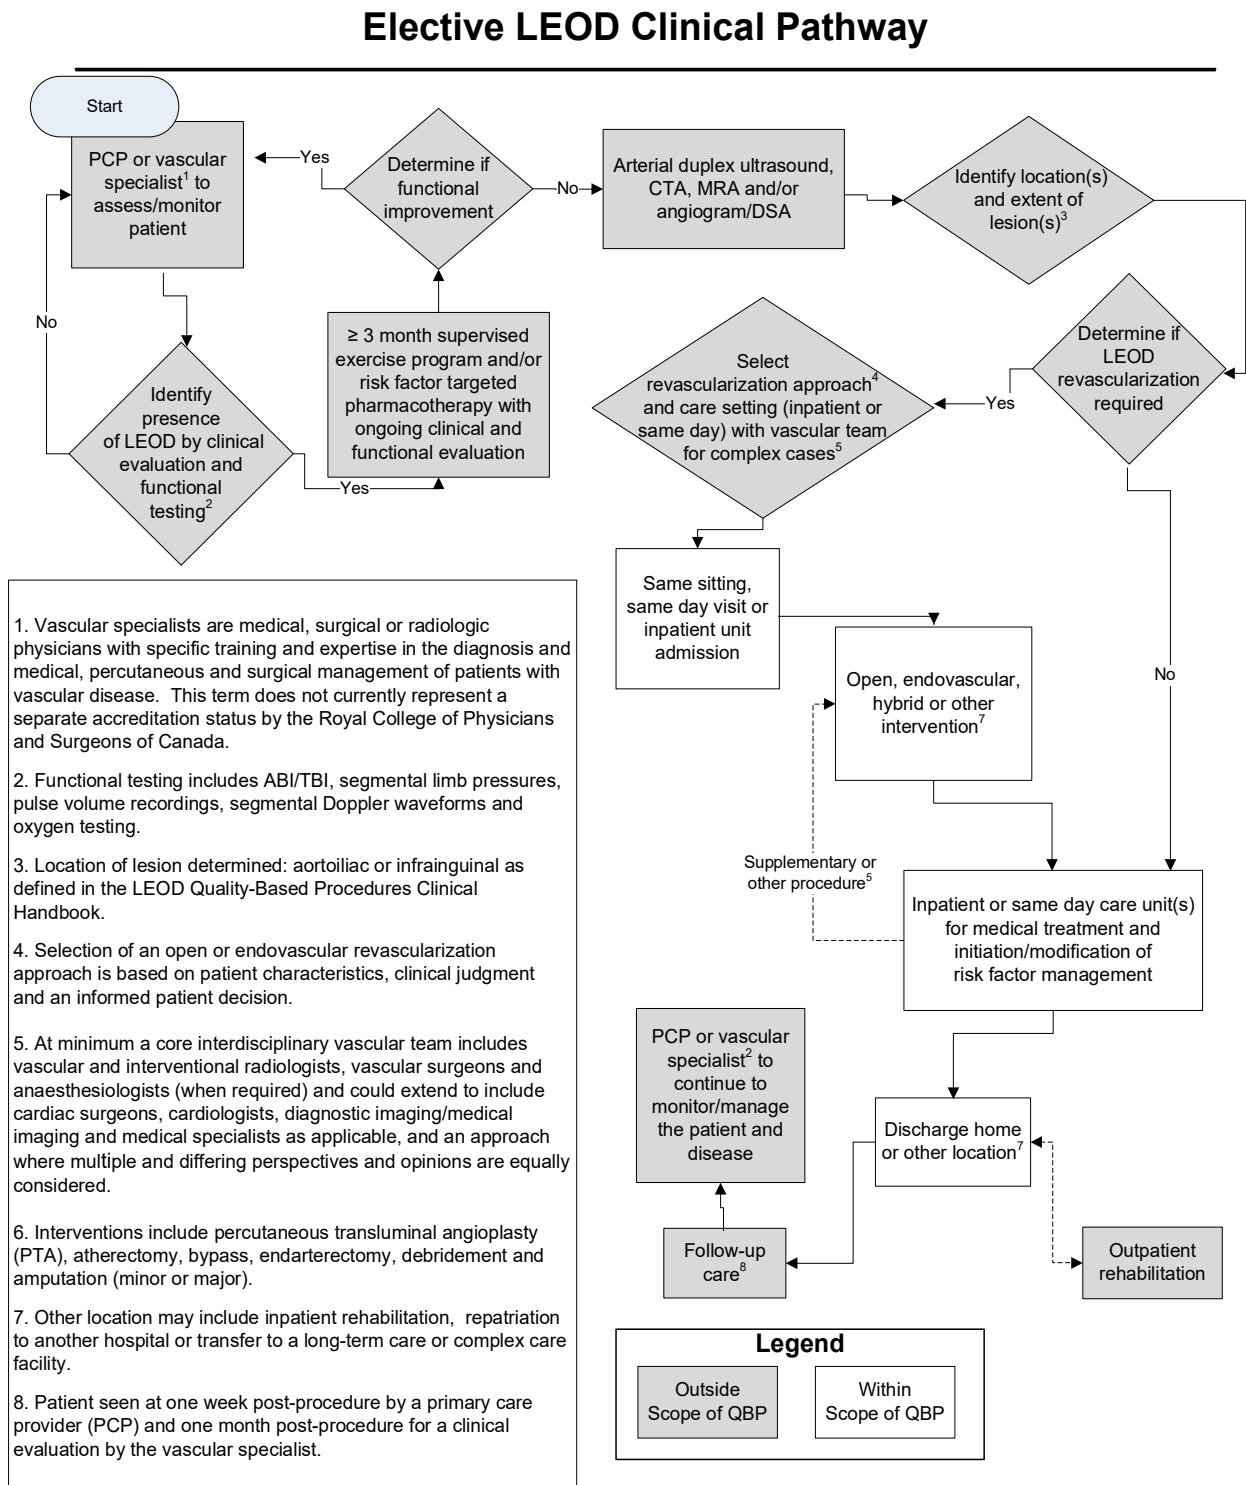 Elective LEOD Clinical Pathway
Start
PCP or vascular
specialist1 to
assess/monitor
patient
Yes
Determine if
functional
improvement
No
Arterial duplex ultrasound,
CTA, MRA and/or
angiogram/DSA
Identify location(s)
and extent of
lesion(s)3
No
Identify
presence
of LEOD by clinical
evaluation and
functional
testing2
Yes
≥ 3 month supervised
exercise program and/or
risk factor targeted
pharmacotherapy with
ongoing clinical and
functional evaluation
Select
revascularization approach4
and care setting (inpatient or
same day) with vascular team
for complex cases5
Yes
Determine if
LEOD
revascularization
required
No
Same sitting,
same day visit or
inpatient unit
admission
Open, endovascular,
hybrid or other
intervention7
Supplementary or
other procedure5
Inpatient or same day care unit(s)
for medical treatment and
initiation/modification of
risk factor management
PCP or vascular
specialist2 to
continue to
monitor/manage
the patient and
disease
Discharge home
or other location7
Follow-up
care8
Outpatient
rehabilitation
1. Vascular specialists are medical, surgical or radiologic
physicians with specific training and expertise in the diagnosis and
medical, percutaneous and surgical management of patients with
vascular disease.  This term does not currently represent a
separate accreditation status by the Royal College of Physicians
and Surgeons of Canada.
2. Functional testing includes ABI/TBI, segmental limb pressures,
pulse volume recordings, segmental Doppler waveforms and
oxygen testing.
3. Location of lesion determined: aortoiliac or infrainguinal as
defined in the LEOD Quality-Based Procedures Clinical
Handbook.
4. Selection of an open or endovascular revascularization
approach is based on patient characteristics, clinical judgment
and an informed patient decision.
5. At minimum a core interdisciplinary vascular team includes
vascular and interventional radiologists, vascular surgeons and
anaesthesiologists (when required) and could extend to include
cardiac surgeons, cardiologists, diagnostic imaging/medical
imaging and medical specialists as applicable, and an approach
where multiple and differing perspectives and opinions are equally
considered.
6. Interventions include percutaneous transluminal angioplasty
(PTA), atherectomy, bypass, endarterectomy, debridement and
amputation (minor or major).
7. Other location may include inpatient rehabilitation,  repatriation
to another hospital or transfer to a long-term care or complex care
facility.
8. Patient seen at one week post-procedure by a primary care
provider (PCP) and one month post-procedure for a clinical
evaluation by the vascular specialist.
Legend
Outside
Scope of QBP
Within
Scope of QBP